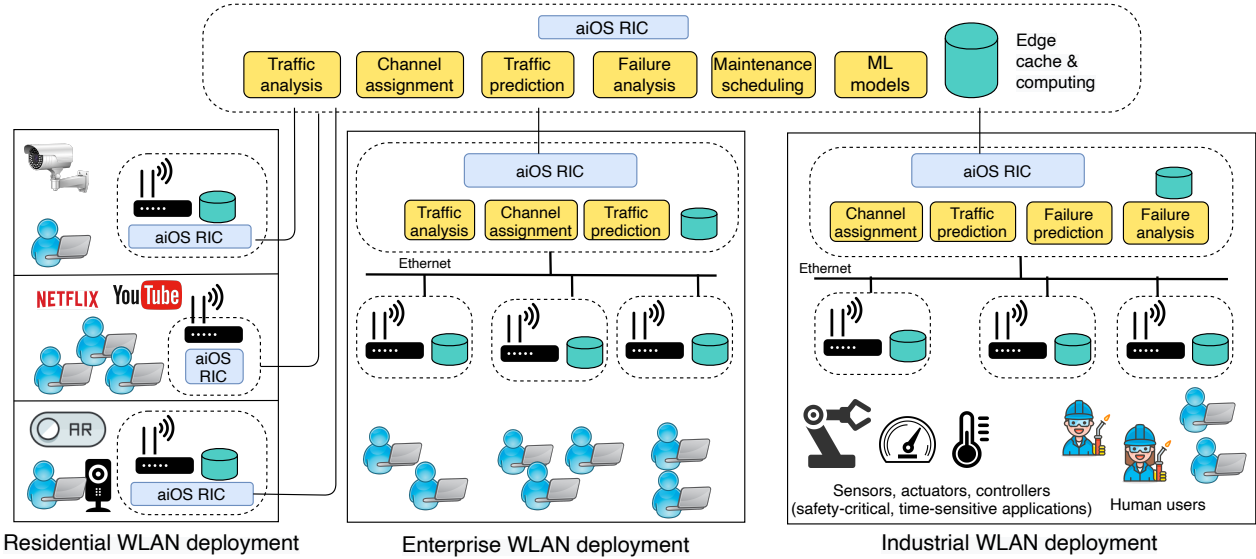 aiOS RIC
Traffic
analysis
Channel
assignment
Traffic
prediction
Failure
analysis
Maintenance
scheduling
ML
models
Edge
cache &
computing
aiOS RIC
NETFLIX
YouTube
aiOS
RIC
AR
aiOS RIC
Residential WLAN deployment
aiOS RIC
Traffic
analysis
Channel
assignment
Traffic
prediction
Ethernet
Enterprise WLAN deployment
aiOS RIC
Channel
assignment
Traffic
prediction
Failure
prediction
Failure
analysis
Ethernet
Sensors, actuators, controllers
(safety-critical, time-sensitive applications)
Human users
Industrial WLAN deployment